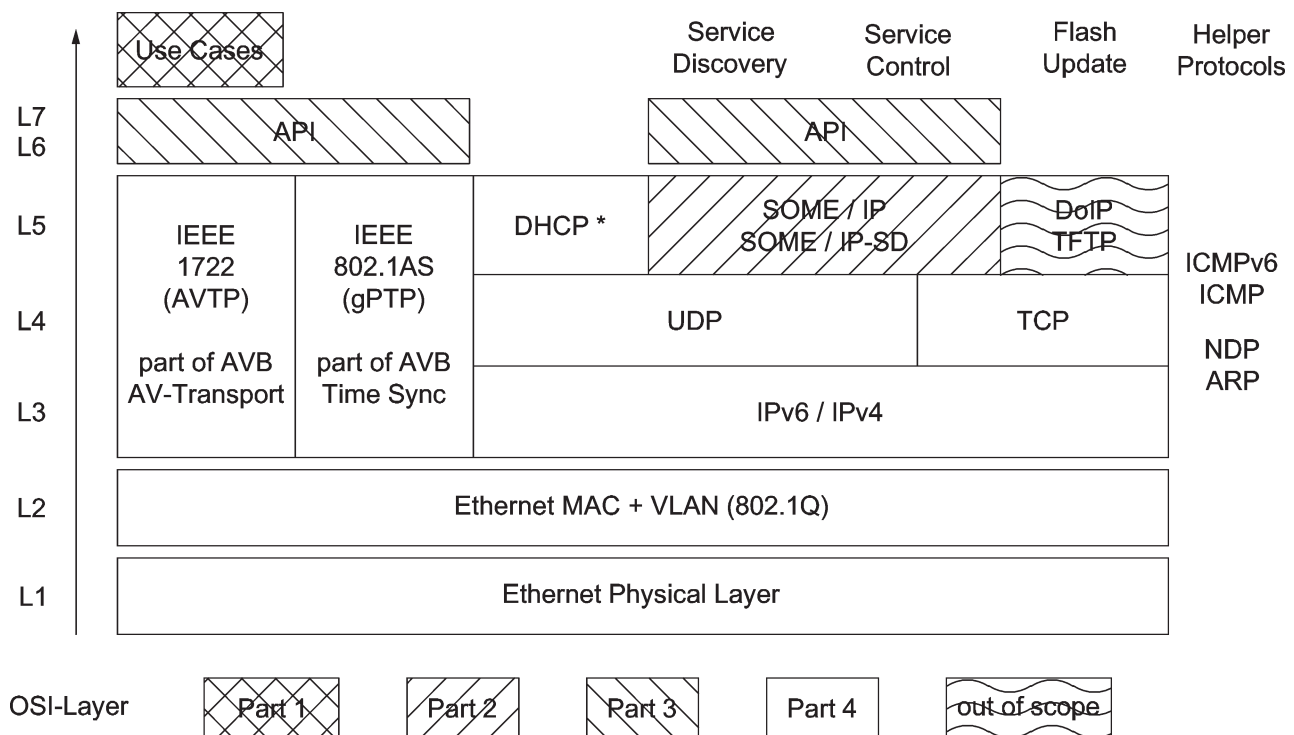 Use Cases
Service
Discovery
Service
Control
Flash
Update
Helper
Protocols
L7
L6
API
API
L5
IEEE
1722
(AVTP)
part of AVB
AV-Transport
IEEE
802.1AS
(gPTP)
part of AVB
Time Sync
DHCP *
SOME / IP
SOME / IP-SD
DoIP
TFTP
ICMPv6
ICMP
NDP
ARP
L4
UDP
TCP
L3
IPv6 / IPv4
L2
Ethernet MAC + VLAN (802.1Q)
L1
Ethernet Physical Layer
OSI-Layer
Part 1
Part 2
Part 3
Part 4
out of scope